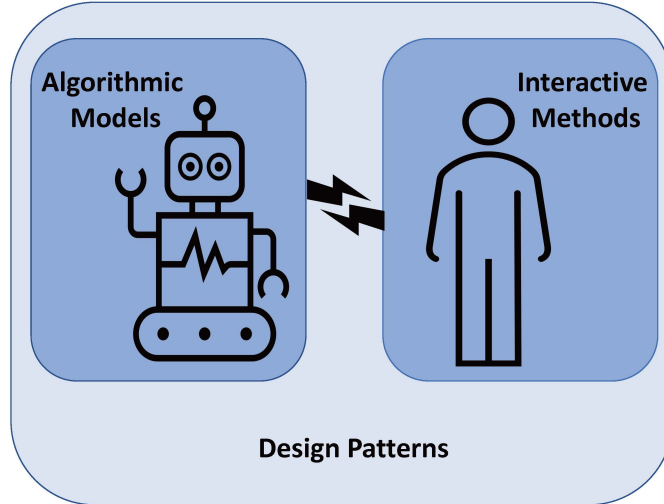 Algorithmic
Models
Interactive
Methods
Design Patterns